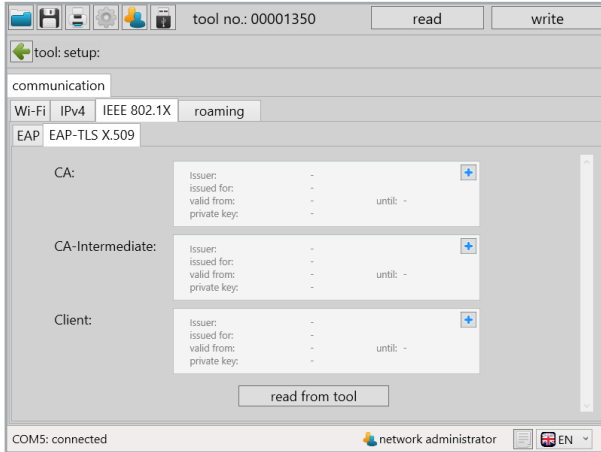 tool no.: 00001350 read write
tool: setup:
communication
Wi-Fi IPv4 IEEE 802.1X roaming
EAP EAP-TLS X.509
CA:
Issuer: -
issued for: -
valid from: - until: -
private key: -
CA-Intermediate:
Issuer: -
issued for: -
valid from: - until: -
private key: -
Client:
Issuer: -
issued for: -
valid from: - until: -
private key: -
read from tool
COM5: connected network administrator EN